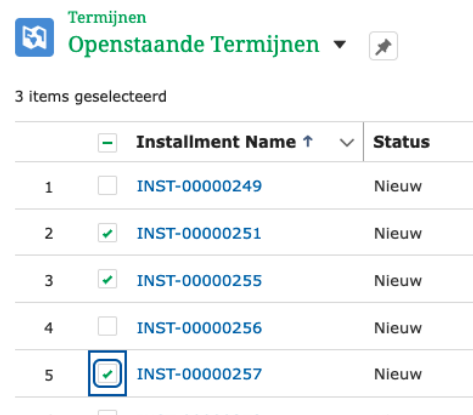 Termijnen
Openstaande Termijnen
3 items geselecteerd
Installment Name ↑ Status
1 INST-00000249 Nieuw
2 INST-00000251 Nieuw
3 INST-00000255 Nieuw
4 INST-00000256 Nieuw
5 INST-00000257 Nieuw